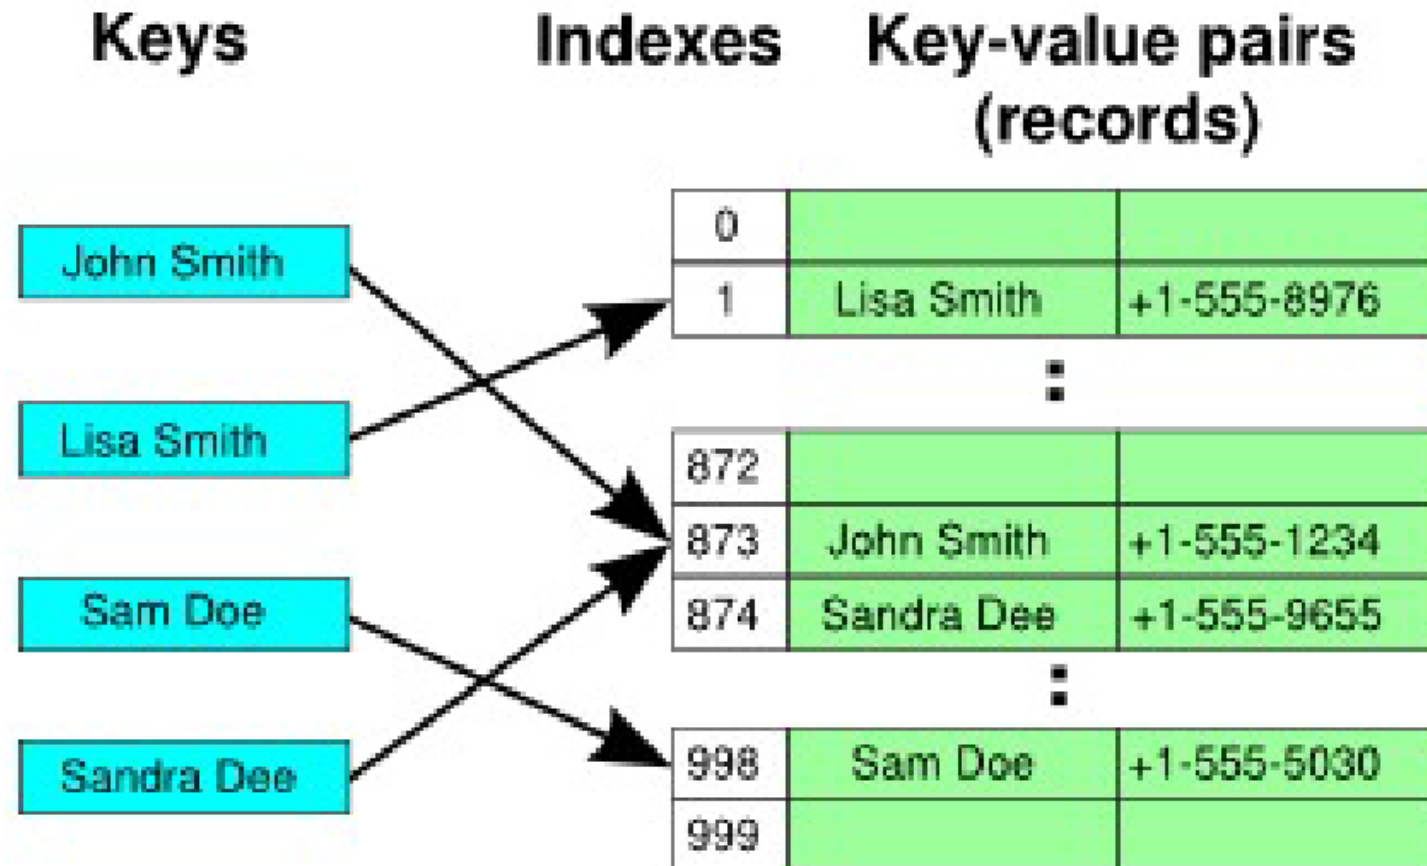 Keys
Indexes
Key-value pairs
(records)
John Smith
Lisa Smith
Sam Doe
Sandra Dee
0
1 Lisa Smith +1-555-8976
:
872
873 John Smith +1-555-1234
874 Sandra Dee +1-555-9655
:
998 Sam Doe +1-555-5030
999